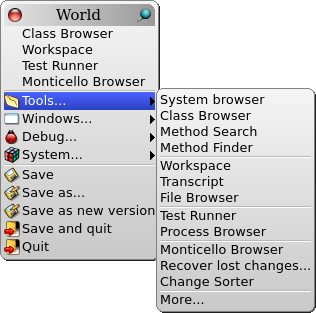 World
Class Browser
Workspace
Test Runner
Monticello Browser
Tools...
Windows...
Debug...
System...
Save
Save as...
Save as new version
Save and quit
Quit
System browser
Class Browser
Method Search
Method Finder
Workspace
Transcript
File Browser
Test Runner
Process Browser
Monticello Browser
Recover lost changes...
Change Sorter
More...